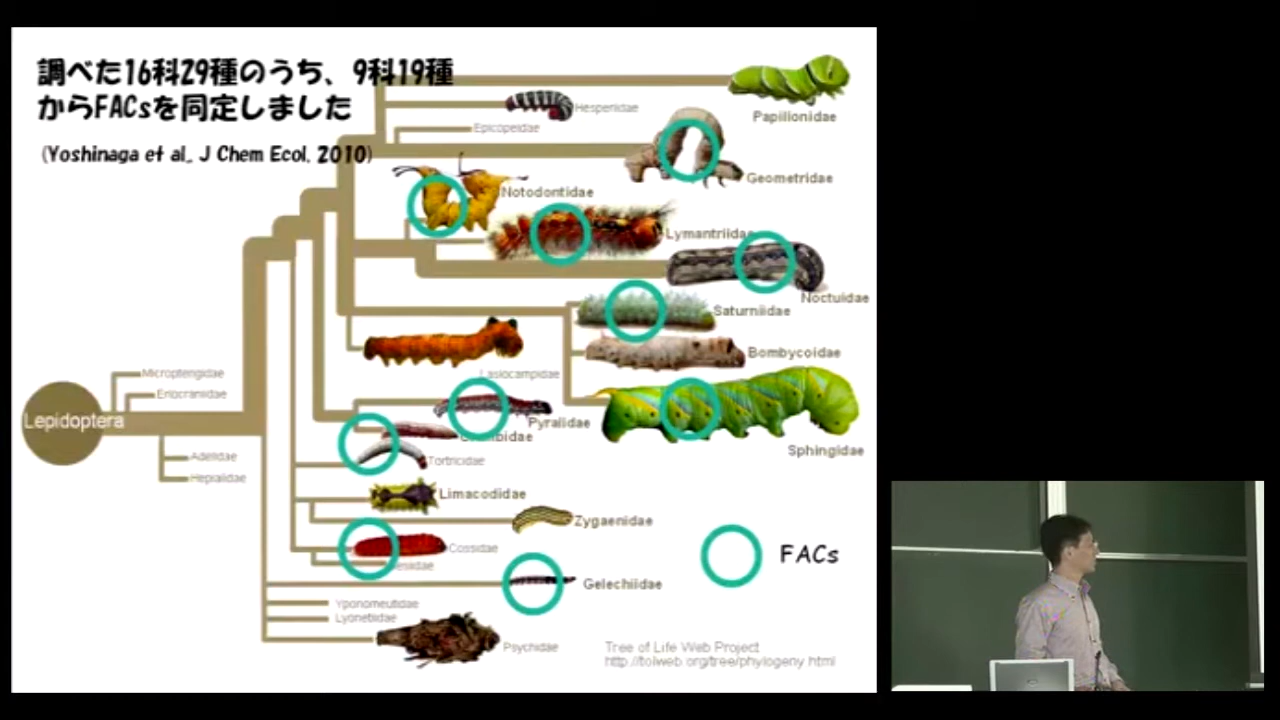 調べた16科29種のうち、9科19種
からFACsを同定しました
(Yoshinaga et al., J Chem Ecol, 2010)
Papilionidae
Hesperiidae
Epicopeidae
Geometridae
Notodontidae
Lymantriidae
Noctuidae
Saturniidae
Bombycoidae
Lasiocampidae
Micropterigidae
Eriocraniidae
Lepidoptera
Pyralidae
Sphingidae
Adelidae
Tortricidae
Hepialidae
Limacodidae
Zygaenidae
Cossidae
FACs
Gelechiidae
Yponomeutidae
Lyonetiidae
Psychidae
Tree of Life Web Project
http://tolweb.org/tree/phylogeny.html